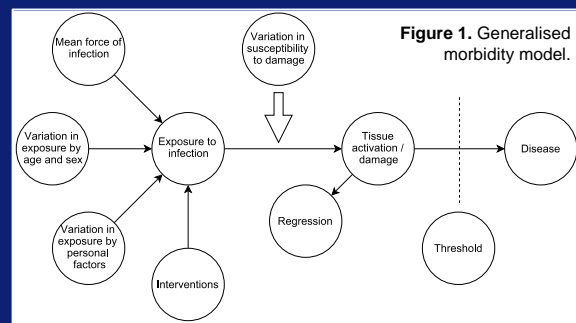 Figure 1. Generalised
morbidity model.
Mean force of
infection
Variation in
susceptibility
to damage
Variation in
exposure by
age and sex
Exposure to
infection
Tissue
activation /
damage
Disease
Variation in
exposure by
personal
factors
Interventions
Regression
Threshold